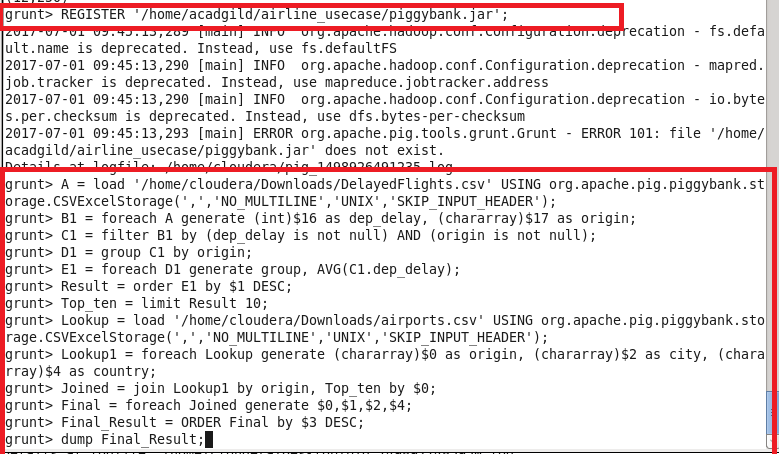 grunt> REGISTER '/home/acadgild/airline_usecase/piggybank.jar';
2017-07-01 09:45:13,289 [main] INFO  org.apache.hadoop.conf.Configuration.deprecation - fs.defa
ult.name is deprecated. Instead, use fs.defaultFS
2017-07-01 09:45:13,290 [main] INFO  org.apache.hadoop.conf.Configuration.deprecation - mapred.
job.tracker is deprecated. Instead, use mapreduce.jobtracker.address
2017-07-01 09:45:13,290 [main] INFO  org.apache.hadoop.conf.Configuration.deprecation - io.byte
s.per.checksum is deprecated. Instead, use dfs.bytes-per-checksum
2017-07-01 09:45:13,293 [main] ERROR org.apache.pig.tools.grunt.Grunt - ERROR 101: file '/home/
acadgild/airline_usecase/piggybank.jar' does not exist.
Details at logfile: /home/cloudera/pig_1498926491235.log
grunt> A = load '/home/cloudera/Downloads/DelayedFlights.csv' USING org.apache.pig.piggybank.st
orage.CSVExcelStorage(',','NO_MULTILINE','UNIX','SKIP_INPUT_HEADER');
grunt> B1 = foreach A generate (int)$16 as dep_delay, (chararray)$17 as origin;
grunt> C1 = filter B1 by (dep_delay is not null) AND (origin is not null);
grunt> D1 = group C1 by origin;
grunt> E1 = foreach D1 generate group, AVG(C1.dep_delay);
grunt> Result = order E1 by $1 DESC;
grunt> Top_ten = limit Result 10;
grunt> Lookup = load '/home/cloudera/Downloads/airports.csv' USING org.apache.pig.piggybank.sto
rage.CSVExcelStorage(',','NO_MULTILINE','UNIX','SKIP_INPUT_HEADER');
grunt> Lookup1 = foreach Lookup generate (chararray)$0 as origin, (chararray)$2 as city, (chara
rray)$4 as country;
grunt> Joined = join Lookup1 by origin, Top_ten by $0;
grunt> Final = foreach Joined generate $0,$1,$2,$4;
grunt> Final_Result = ORDER Final by $3 DESC;
grunt> dump Final_Result;